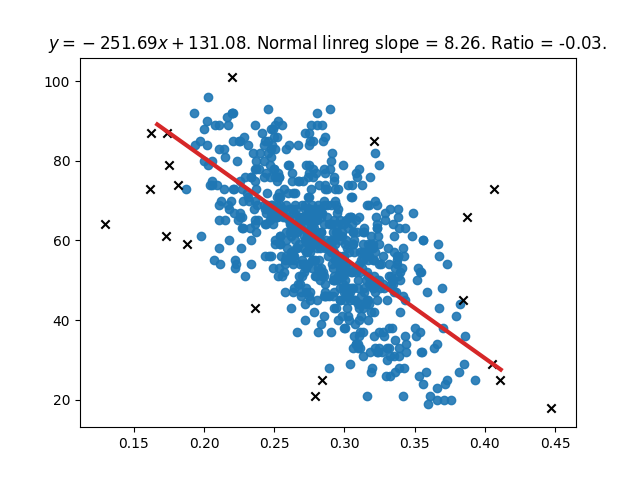 y = − 251.69x + 131.08. Normal linreg slope = 8.26. Ratio = -0.03.
100
80
60
40
20
0.15 0.20 0.25 0.30 0.35 0.40 0.45